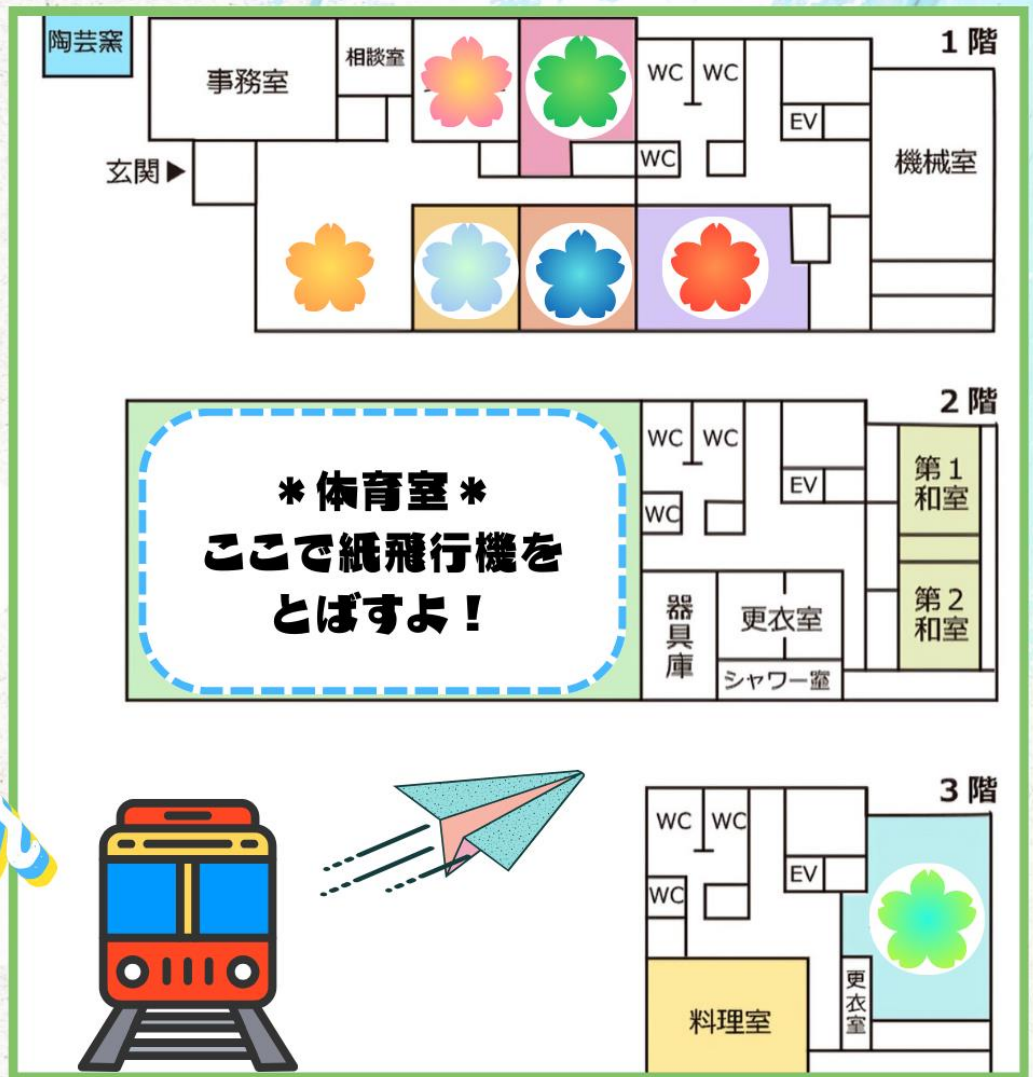 陶芸窯
1階
事務室
相談室
WC
WC
EV
玄関▶
WC
機械室
2階
WC
WC
第1
和室
EV
WC
*体育室*
ここで紙飛行機を
とばすよ！
器具庫
更衣室
第2
和室
シャワー室
3階
WC
WC
EV
WC
更衣室
料理室